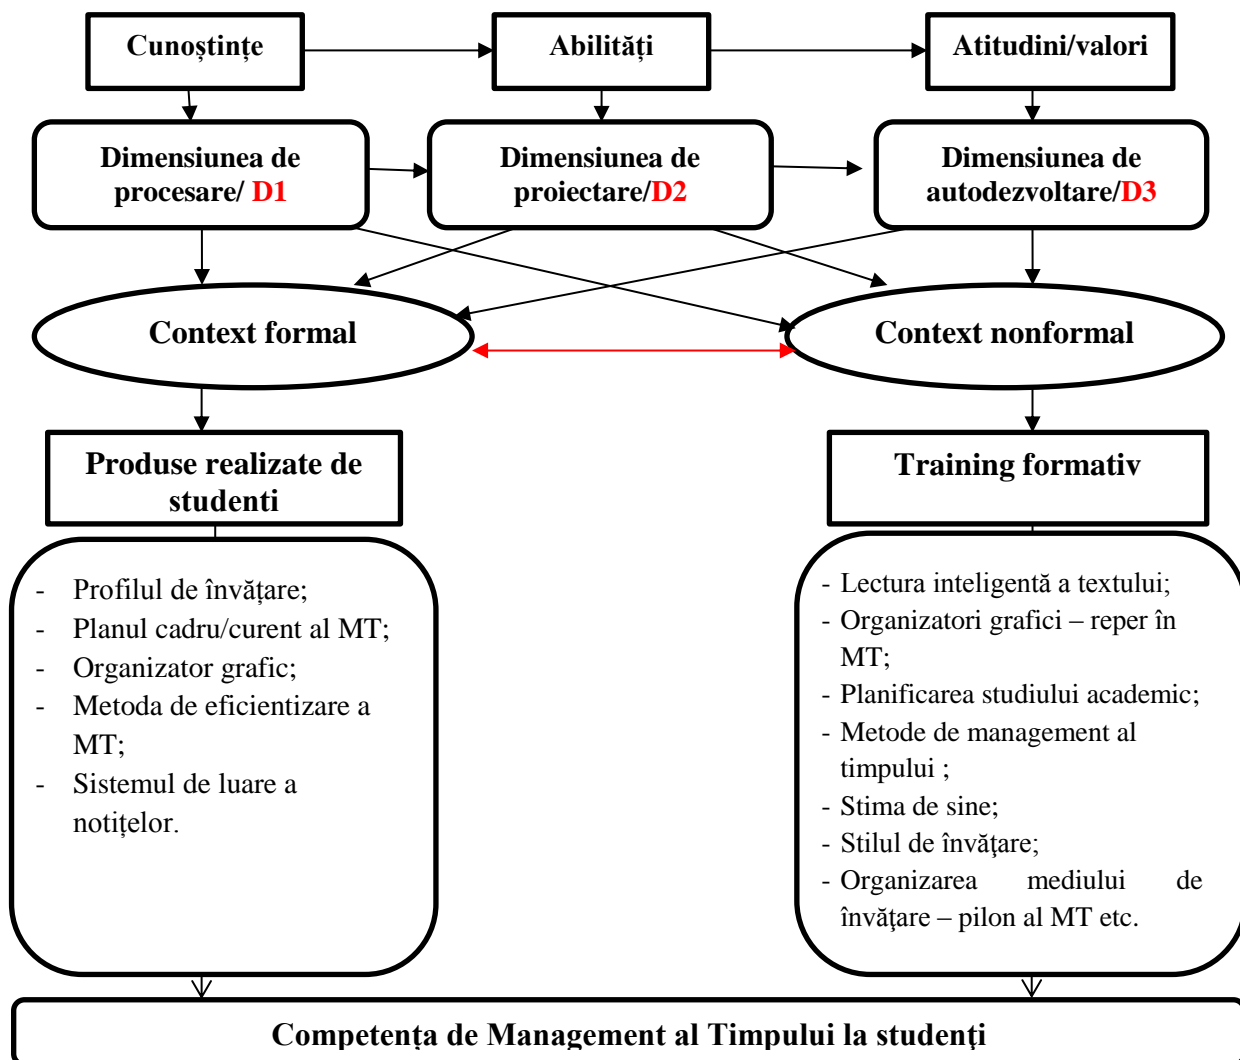 Cunoștințe
Abilități
Atitudini/valori
Dimensiunea de
procesare/ D1
Dimensiunea de
proiectare/D2
Dimensiunea de
autodezvoltare/D3
Context formal
Context nonformal
Produse realizate de
studenti
Training formativ
- Profilul de învățare;
- Planul cadru/curent al MT;
- Organizator grafic;
- Metoda de eficientizare a
MT;
- Sistemul de luare a
notițelor.
- Lectura inteligentă a textului;
- Organizatori grafici – reper în
MT;
- Planificarea studiului academic;
- Metode de management al
timpului ;
- Stima de sine;
- Stilul de învăţare;
- Organizarea mediului de
învăţare – pilon al MT etc.
Competența de Management al Timpului la studenți